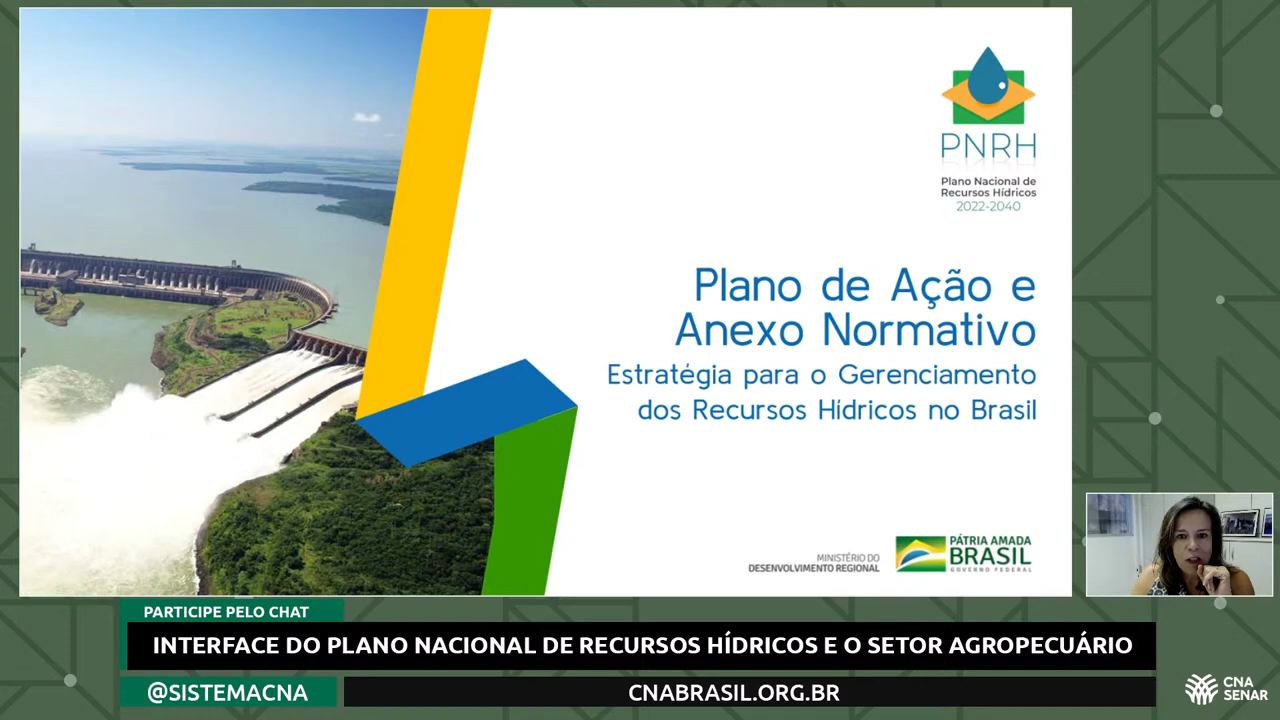 PNRH
Plano Nacional de
Recursos Hídricos
2022-2040
Plano de Ação e
Anexo Normativo
Estratégia para o Gerenciamento
dos Recursos Hídricos no Brasil
MINISTÉRIO DO
DESENVOLVIMENTO REGIONAL
PÁTRIA AMADA
BRASIL
GOVERNO FEDERAL
PARTICIPE PELO CHAT
INTERFACE DO PLANO NACIONAL DE RECURSOS HÍDRICOS E O SETOR AGROPECUÁRIO
@SISTEMACNA
CNABRASIL.ORG.BR
CNA
SENAR